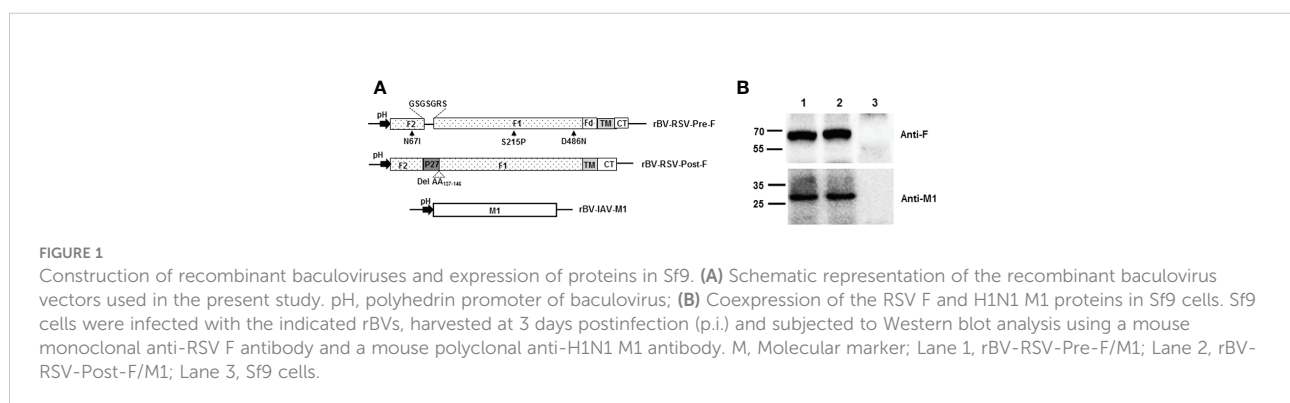 A
GSGSGRS
pH
F2
F1
Fd
TM
CT
rBV-RSV-Pre-F
N67I
S215P
D486N
pH
F2
P27
F1
TM
CT
rBV-RSV-Post-F
Del AA137-146
pH
M1
rBV-IAV-M1
B
1 2 3
70
55
Anti-F
35
25
Anti-M1
FIGURE 1
Construction of recombinant baculoviruses and expression of proteins in Sf9. (A) Schematic representation of the recombinant baculovirus
vectors used in the present study. pH, polyhedrin promoter of baculovirus; (B) Coexpression of the RSV F and H1N1 M1 proteins in Sf9 cells. Sf9
cells were infected with the indicated rBVs, harvested at 3 days postinfection (p.i.) and subjected to Western blot analysis using a mouse
monoclonal anti-RSV F antibody and a mouse polyclonal anti-H1N1 M1 antibody. M, Molecular marker; Lane 1, rBV-RSV-Pre-F/M1; Lane 2, rBV-
RSV-Post-F/M1; Lane 3, Sf9 cells.